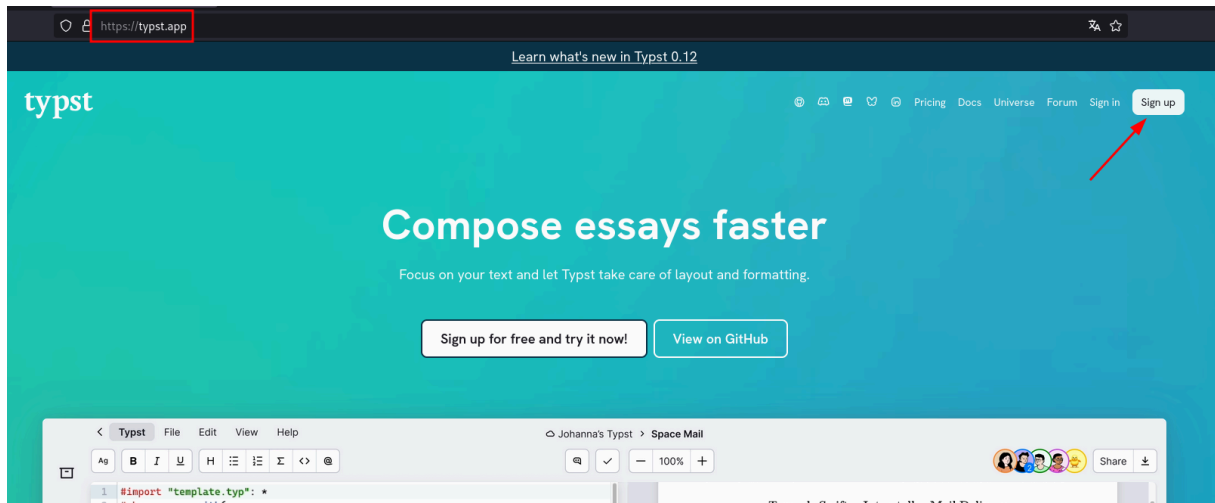 https://typst.app
Learn what's new in Typst 0.12
typst
Pricing Docs Universe Forum Sign in Sign up
Compose essays faster
Focus on your text and let Typst take care of layout and formatting.
Sign up for free and try it now! View on GitHub
Typst File Edit View Help
Johanna's Typst > Space Mail
Ag B I U H Σ <> @
— 100% +
Share
1 #import "template.typ": *